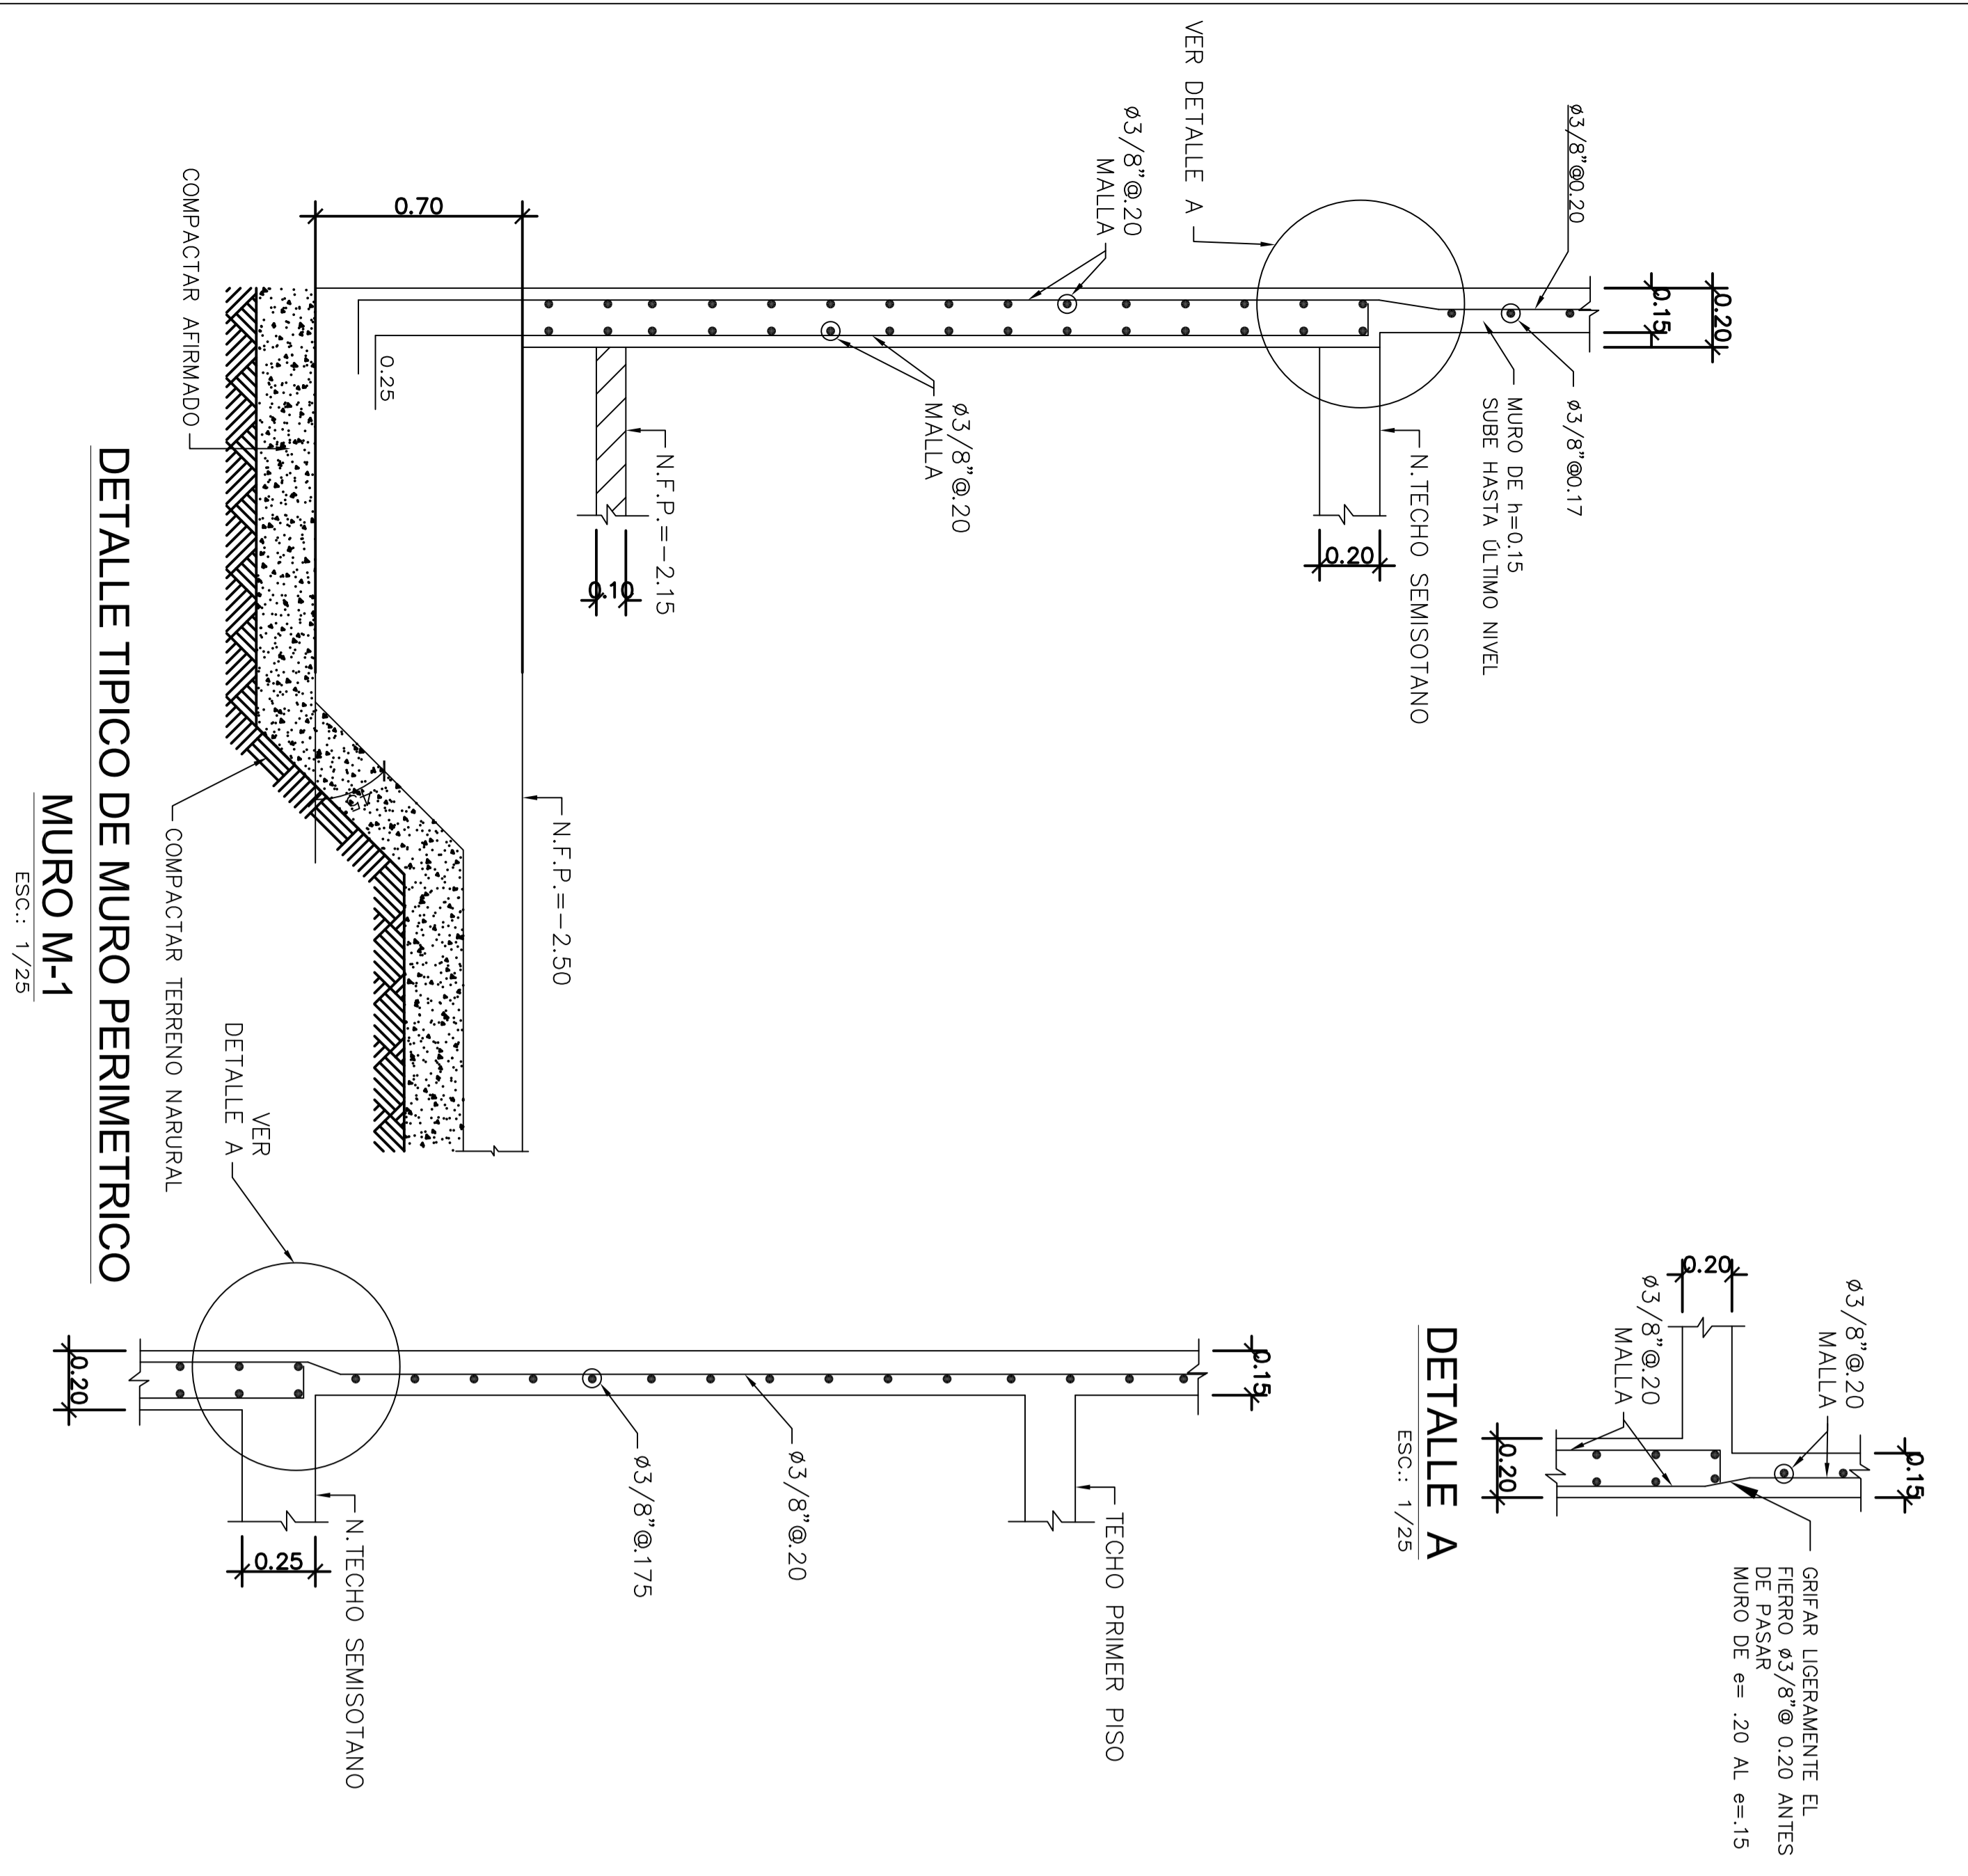 ø3/8"@0.20
0.15
0.20
ø3/8"@0.17
MURO DE h=0.15
SUBE HASTA ÚLTIMO NIVEL
VER DETALLE A
N.TECHO SEMISOTANO
0.20
ø3/8"@.20
MALLA
ø3/8"@.20
MALLA
N.F.P.=-2.15
0.10
0.70
0.25
N.F.P.=-2.50
COMPACTAR AFIRMADO
COMPACTAR TERRENO NARURAL
DETALLE TIPICO DE MURO PERIMETRICO
MURO M-1
ESC.: 1/25
0.15
ø3/8"@.20
MALLA
GRIFAR LIGERAMENTE EL
FIERRO ø3/8"@ 0.20 ANTES
DE PASAR
MURO DE e= .20 AL e=.15
0.20
ø3/8"@.20
MALLA
0.20
DETALLE A
ESC.: 1/25
0.15
TECHO PRIMER PISO
ø3/8"@.20
ø3/8"@.175
N.TECHO SEMISOTANO
0.25
VER
DETALLE A
0.20